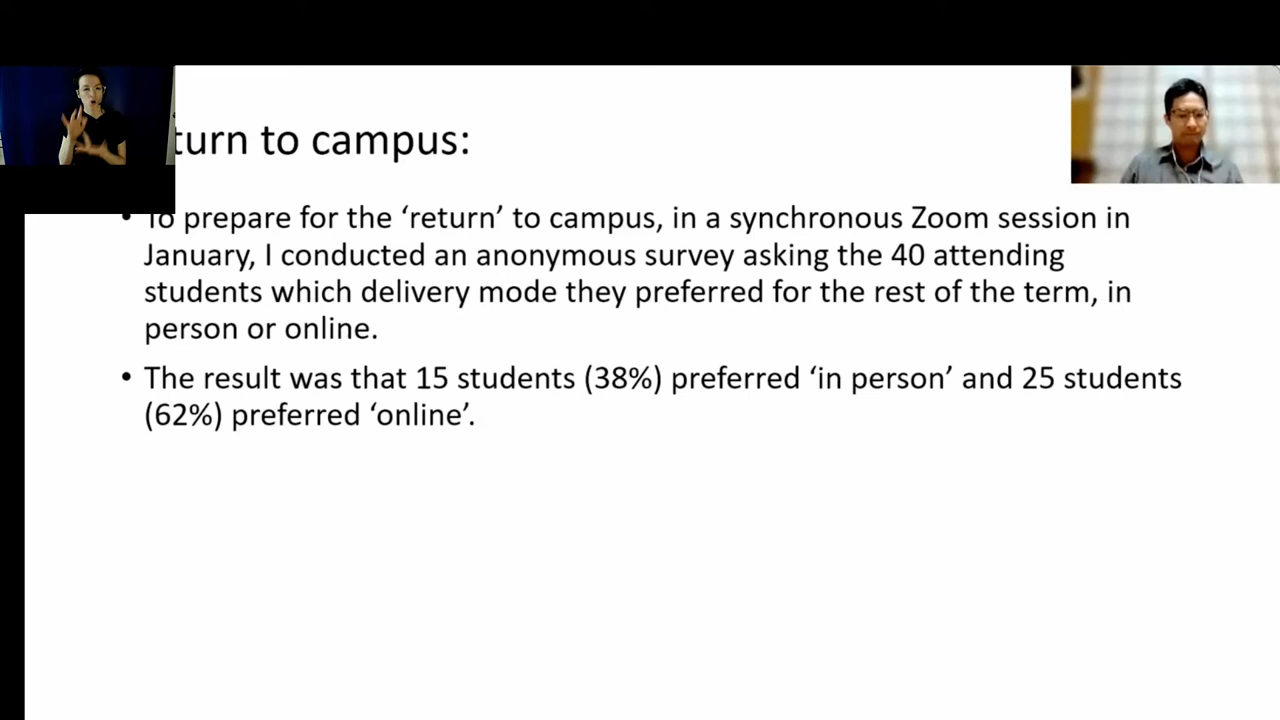 turn to campus:
• To prepare for the ‘return’ to campus, in a synchronous Zoom session in
January, I conducted an anonymous survey asking the 40 attending
students which delivery mode they preferred for the rest of the term, in
person or online.
• The result was that 15 students (38%) preferred ‘in person’ and 25 students
(62%) preferred ‘online’.